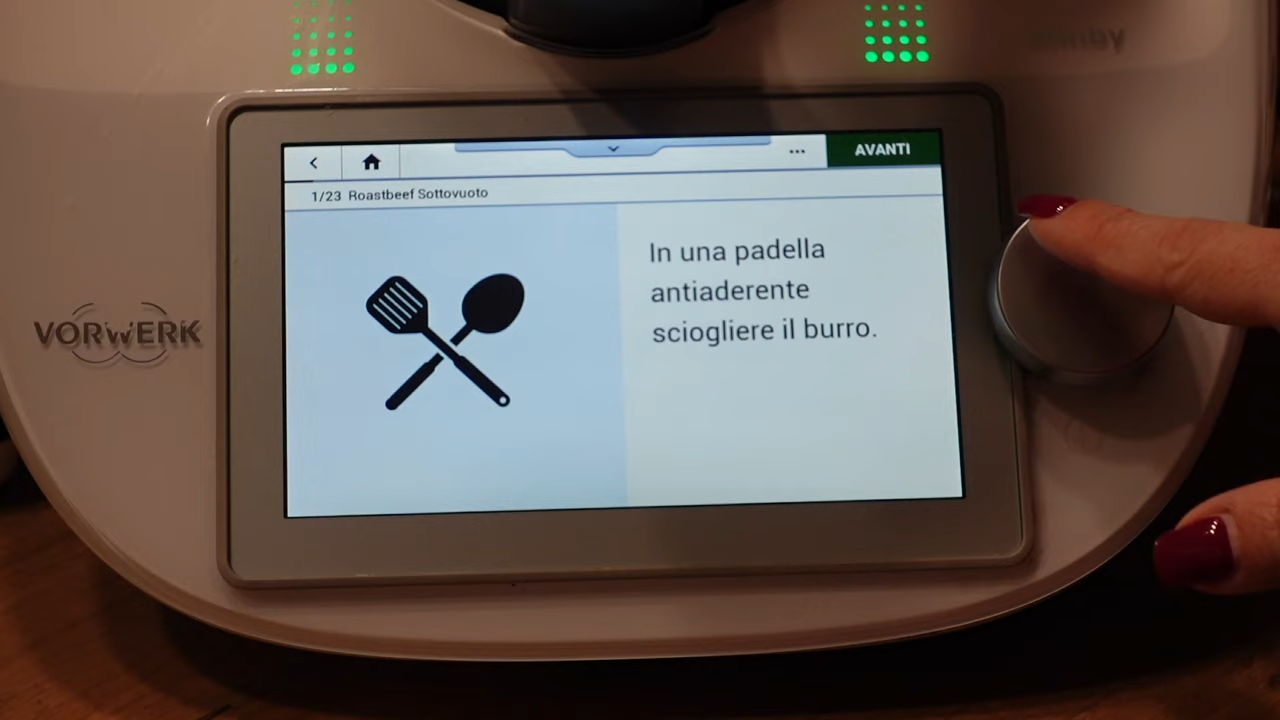 AVANTI
1/23 Roastbeef Sottovuoto
In una padella
antiaderente
sciogliere il burro.
VORWERK